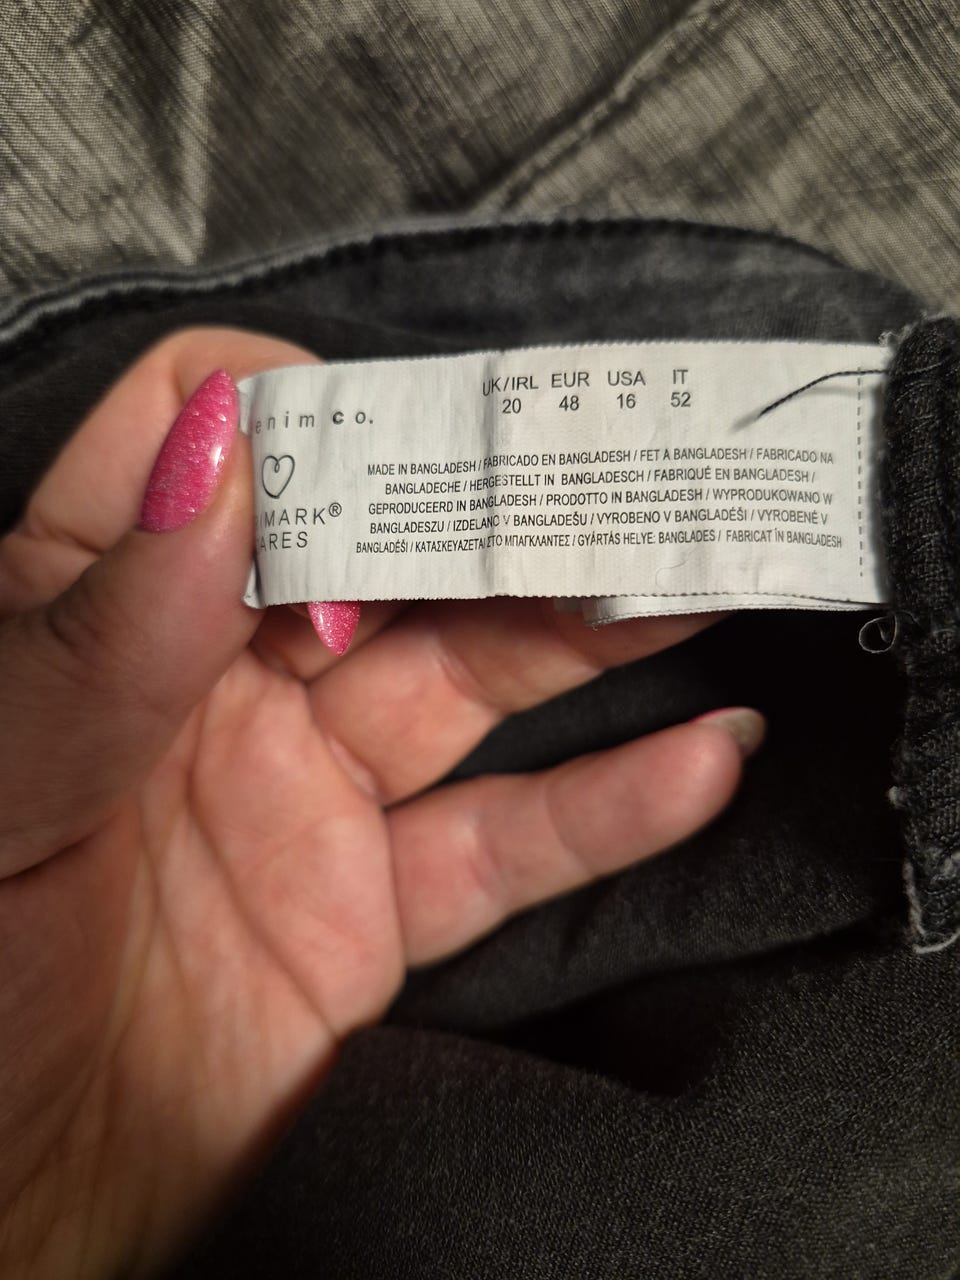 enim co.
UK/IRL EUR USA IT
20 48 16 52
IMARK®
ARES
MADE IN BANGLADESH / FABRICADO EN BANGLADESH / FET A BANGLADESH / FABRICADO NA
BANGLADECHE / HERGESTELLT IN BANGLADESCH / FABRIQUÉ EN BANGLADESH /
GEPRODUCEERD IN BANGLADESH / PRODOTTO IN BANGLADESH / WYPRODUKOWANO W
BANGLADESZU / IZDELANO V BANGLADEŠU / VYROBENO V BANGLADÉŠI / VYROBENÉ V
BANGLADÉŠI / ΚΑΤΑΣΚΕΥΑΖΕΤΑΙ ΣΤΟ ΜΠΑΓΚΛΑΝΤΕΣ / GYÁRTÁS HELYE: BANGLADES / FABRICAT ÎN BANGLADESH